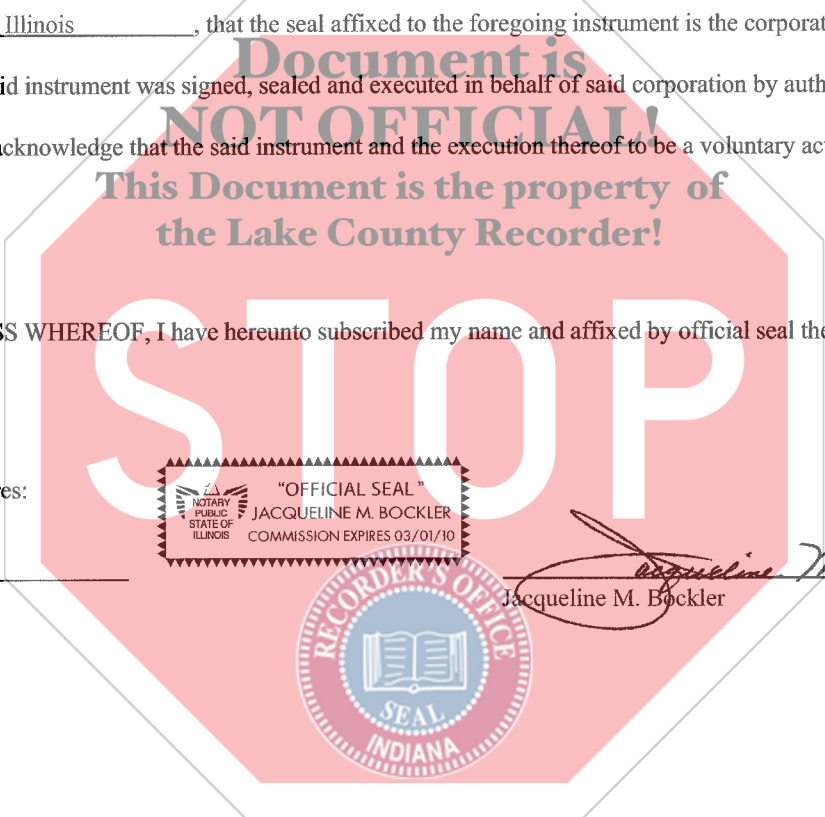 Illinois , that the seal affixed to the foregoing instrument is the corporat
Document is
id instrument was signed, sealed and executed in behalf of said corporation by auth
NOT OFFICIAL!
acknowledge that the said instrument and the execution thereof to be a voluntary ac
This Document is the property of
the Lake County Recorder!
SS WHEREOF, I have hereunto subscribed my name and affixed by official seal the
STOP
res:
NOTARY
PUBLIC
STATE OF
ILLINOIS
"OFFICIAL SEAL"
JACQUELINE M. BOCKLER
COMMISSION EXPIRES 03/01/10
Jacqueline M
Jacqueline M. Bockler
RECORDER'S OFFICE
SEAL
INDIANA